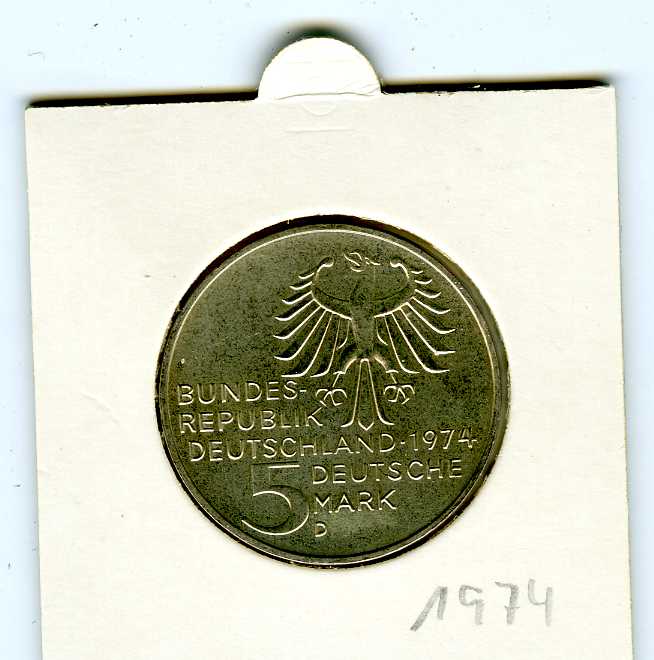 BUNDES-
REPUBLIK
DEUTSCHLAND·1974·
5 DEUTSCHE
MARK
D
1974